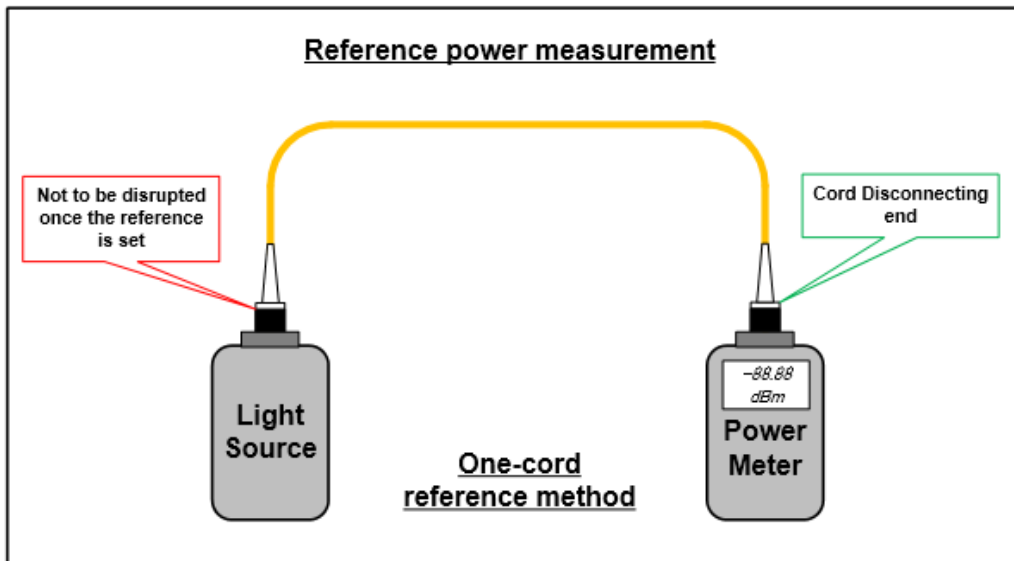 Reference power measurement
Not to be disrupted
once the reference
is set
Cord Disconnecting
end
-88.88
dBm
Light
Source
Power
Meter
One-cord
reference method